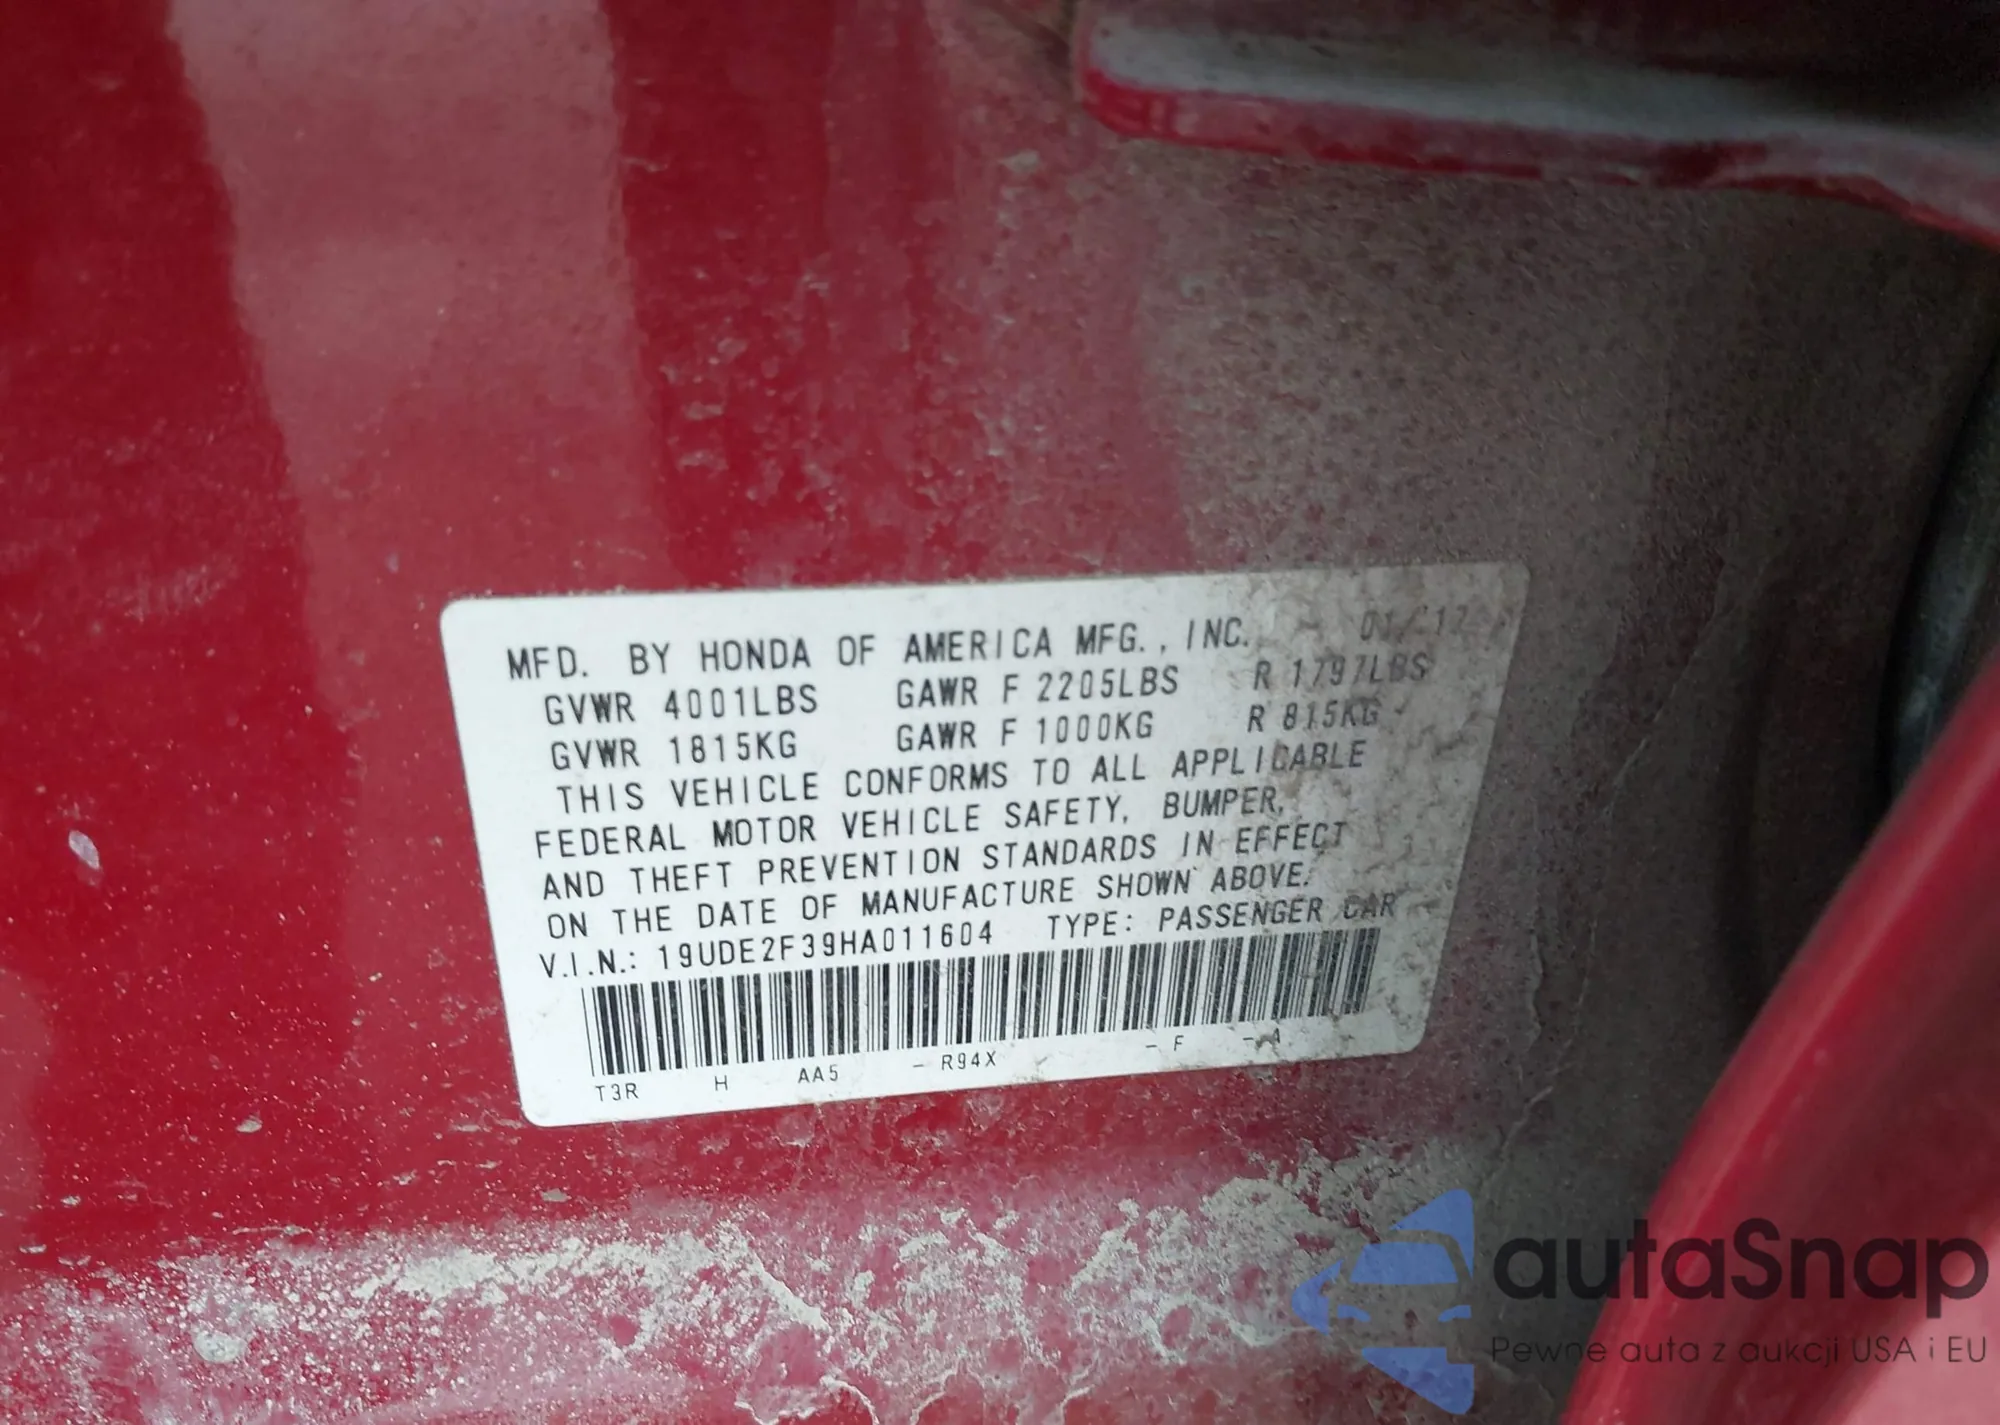 MFD. BY HONDA OF AMERICA MFG., INC. 01/17
GVWR 4001LBS GAWR F 2205LBS R 1797LBS
GVWR 1815KG GAWR F 1000KG R 815KG
THIS VEHICLE CONFORMS TO ALL APPLICABLE
FEDERAL MOTOR VEHICLE SAFETY, BUMPER,
AND THEFT PREVENTION STANDARDS IN EFFECT
ON THE DATE OF MANUFACTURE SHOWN ABOVE.
V.I.N.: 19UDE2F39HA011604 TYPE: PASSENGER CAR
T3R H AA5 - R94X - F - A
autaSnap
Pewne auta z aukcji USA i EU